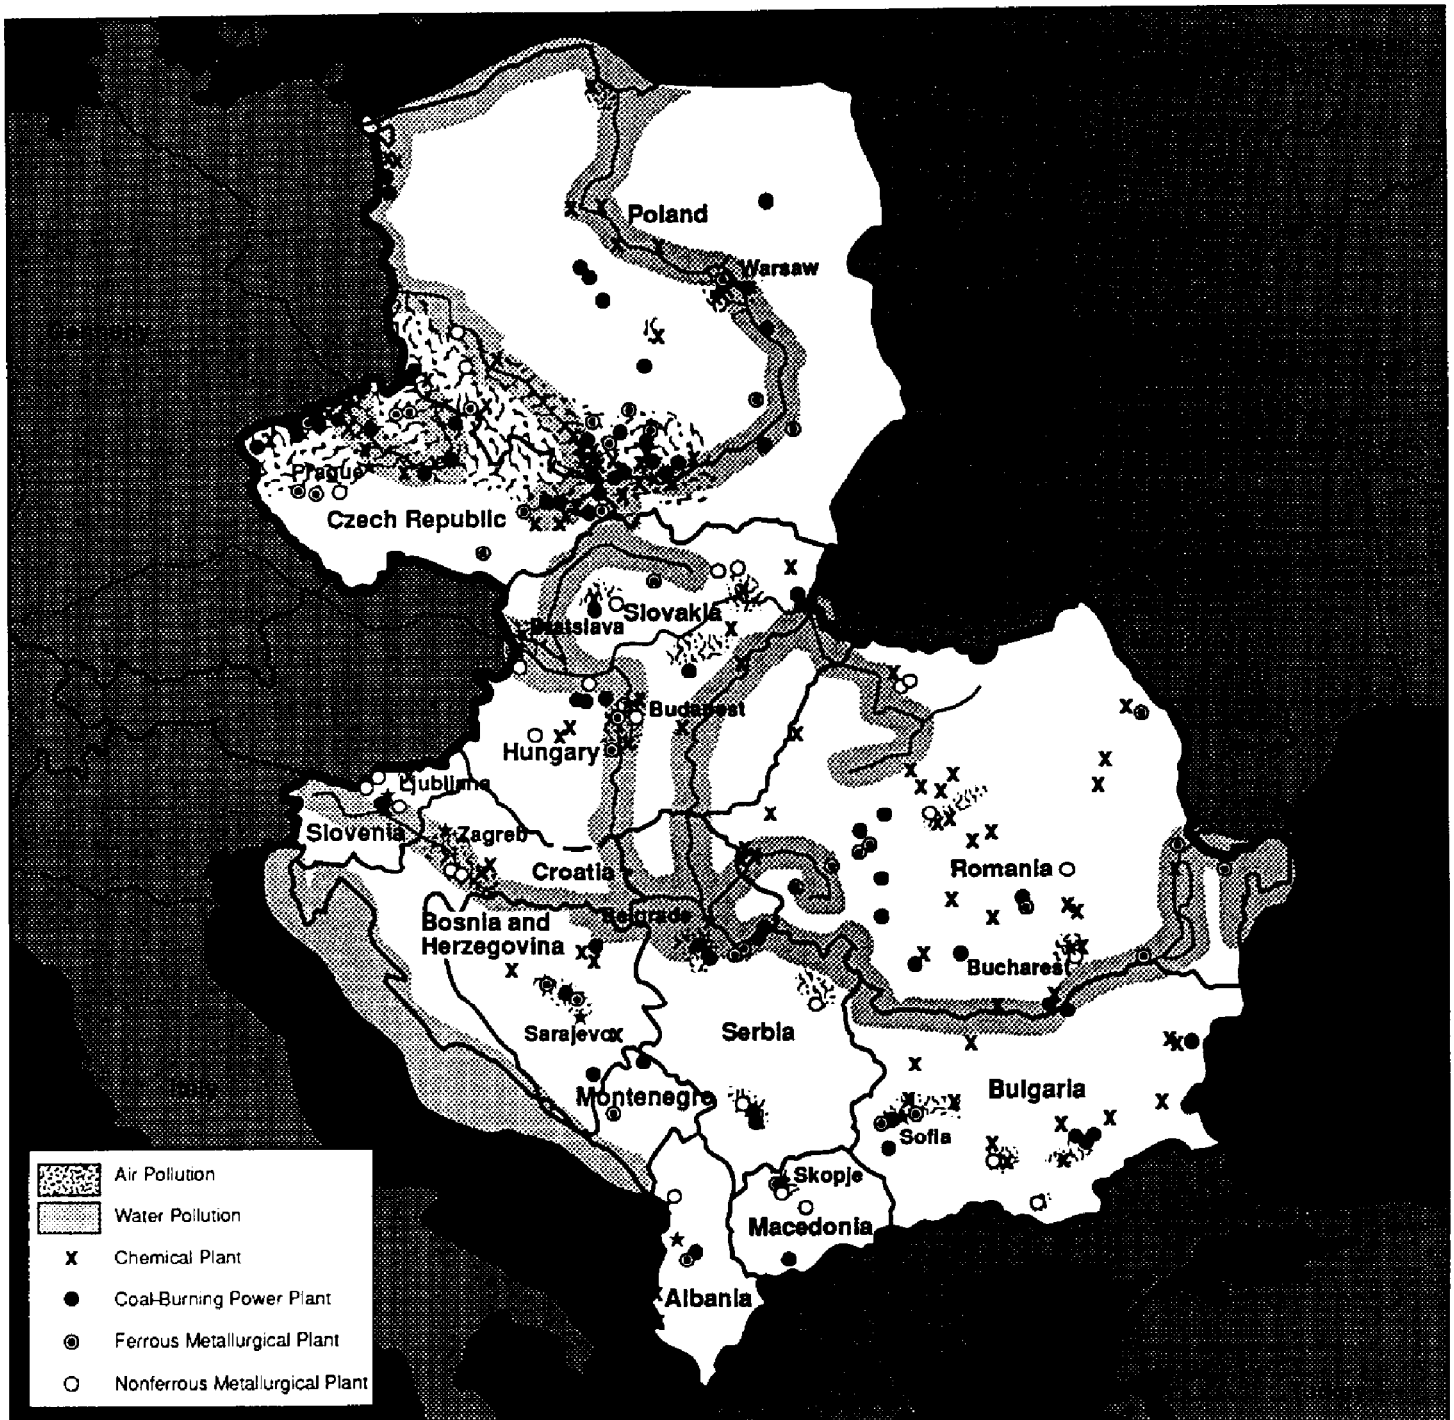 Poland
Warsaw
Germany
Prague
Czech Republic
Slovakia
Bratislava
Budapest
Hungary
Ljubljana
Slovenia
Zagreb
Croatia
Romania
Bosnia and
Herzegovina
Belgrade
Bucharest
Sarajevo
Serbia
Italy
Montenegro
Bulgaria
Sofia
Skopje
Macedonia
Albania
Air Pollution
Water Pollution
Chemical Plant
Coal-Burning Power Plant
Ferrous Metallurgical Plant
Nonferrous Metallurgical Plant